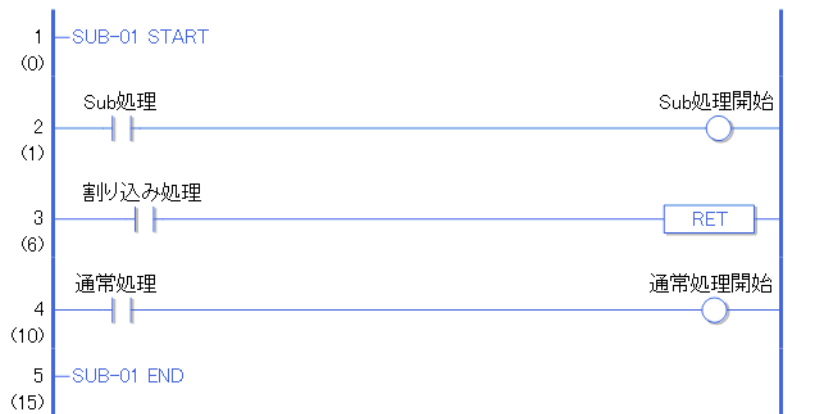 1 SUB-01 START
(0)
Sub処理 Sub処理開始
2
(1)
割り込み処理
3 RET
(6)
通常処理 通常処理開始
4
(10)
5 SUB-01 END
(15)